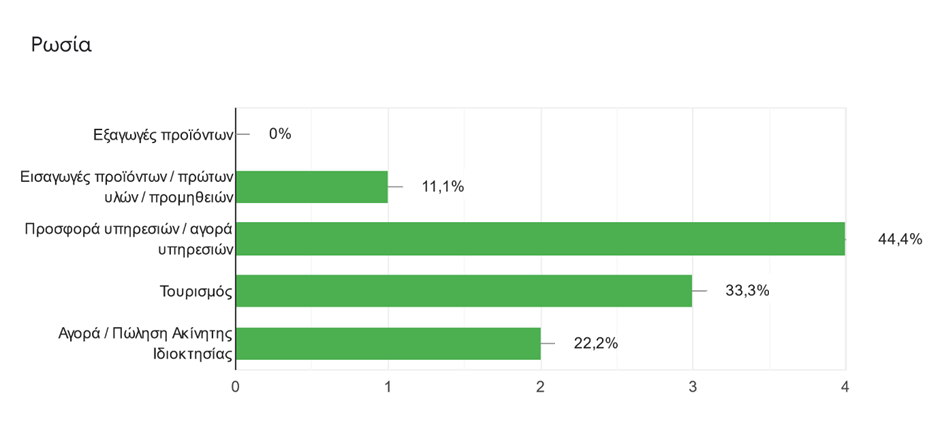 Ρωσία
Εξαγωγές προϊόντων
0%
Εισαγωγές προϊόντων / πρώτων
υλών / προμηθειών
11,1%
Προσφορά υπηρεσιών / αγορά
υπηρεσιών
44,4%
Τουρισμός
33,3%
Αγορά / Πώληση Ακίνητης
Ιδιοκτησίας
22,2%
0 1 2 3 4